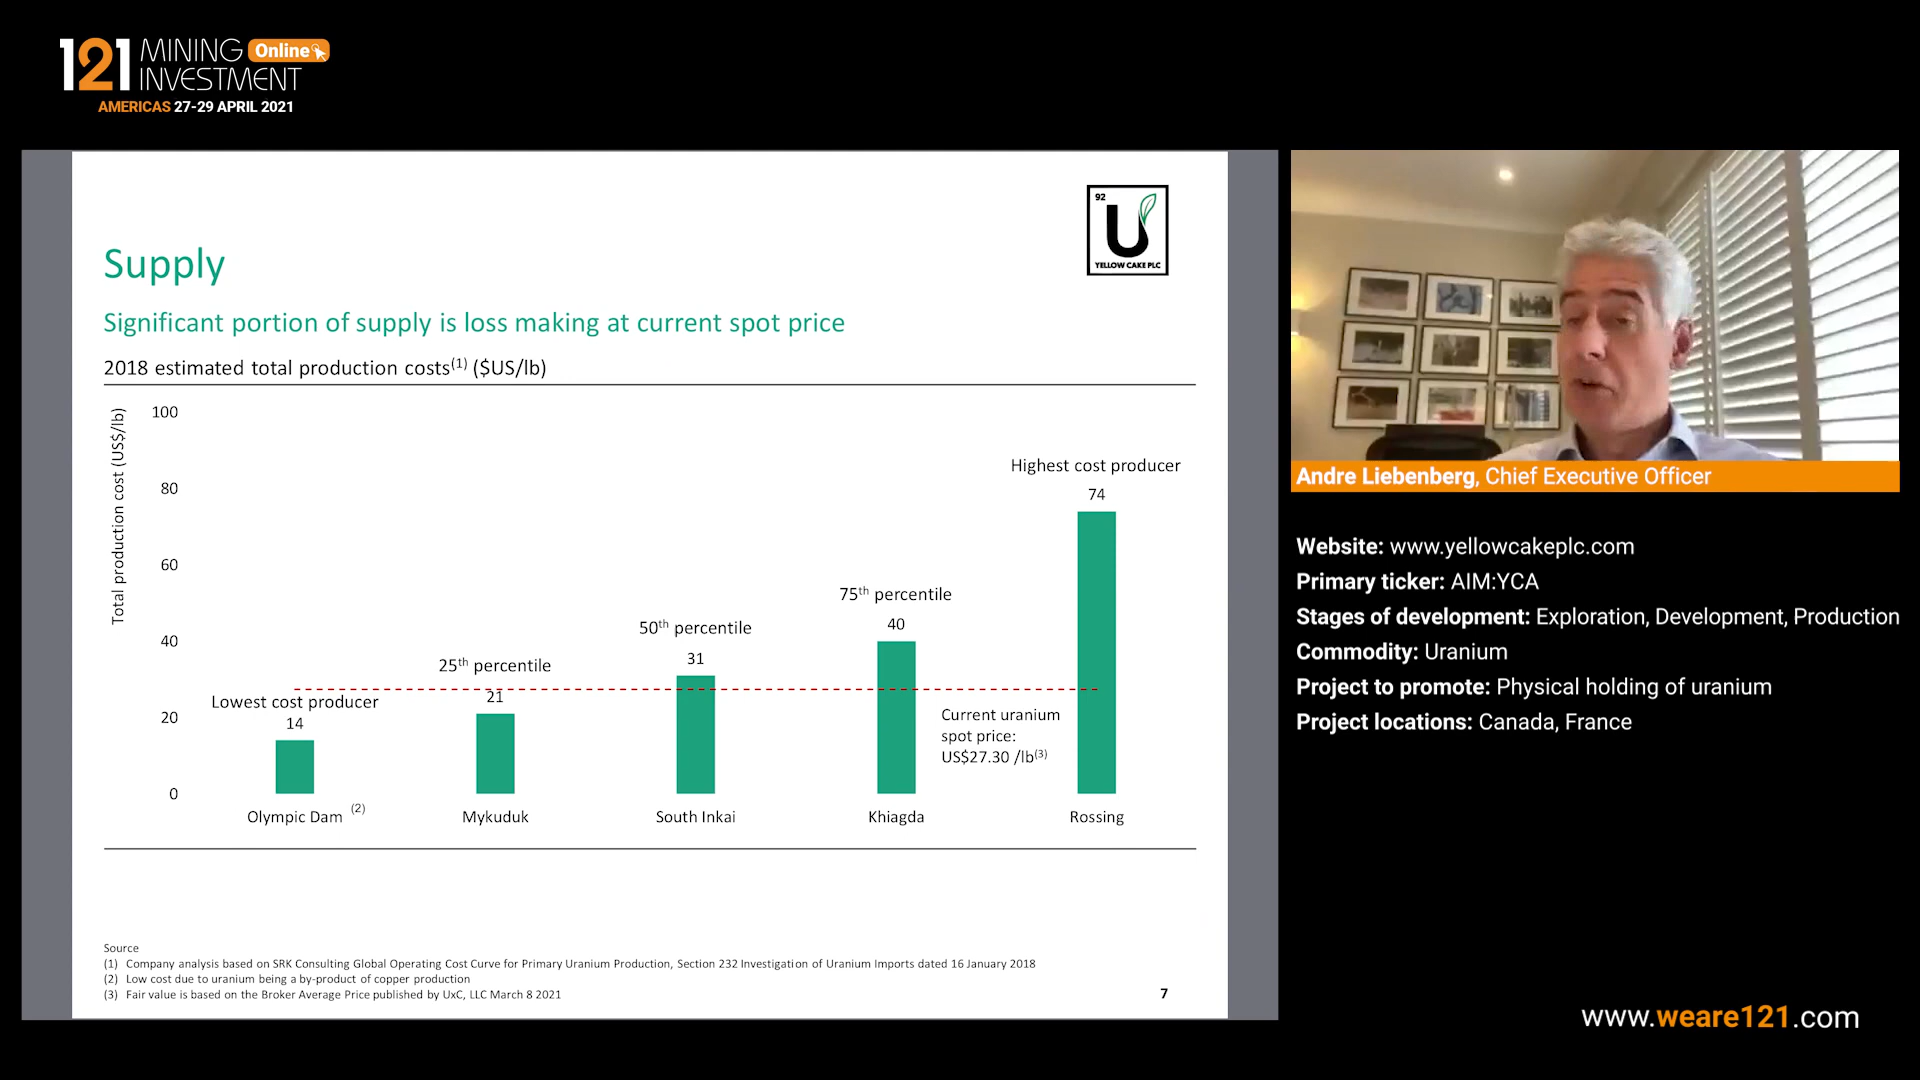 121 MINING INVESTMENT Online
AMERICAS 27-29 APRIL 2021
92
U
YELLOW CAKE PLC
Supply
Significant portion of supply is loss making at current spot price
2018 estimated total production costs(1) ($US/lb)
Total production cost (US$/lb)
100
80
60
40
20
0
Lowest cost producer
14
25th percentile
21
50th percentile
31
75th percentile
40
Highest cost producer
74
Current uranium
spot price:
US$27.30 /lb(3)
Olympic Dam (2)
Mykuduk
South Inkai
Khiagda
Rossing
Source
(1) Company analysis based on SRK Consulting Global Operating Cost Curve for Primary Uranium Production, Section 232 Investigation of Uranium Imports dated 16 January 2018
(2) Low cost due to uranium being a by-product of copper production
(3) Fair value is based on the Broker Average Price published by UxC, LLC March 8 2021
7
Andre Liebenberg, Chief Executive Officer
Website: www.yellowcakeplc.com
Primary ticker: AIM:YCA
Stages of development: Exploration, Development, Production
Commodity: Uranium
Project to promote: Physical holding of uranium
Project locations: Canada, France
www.weare121.com